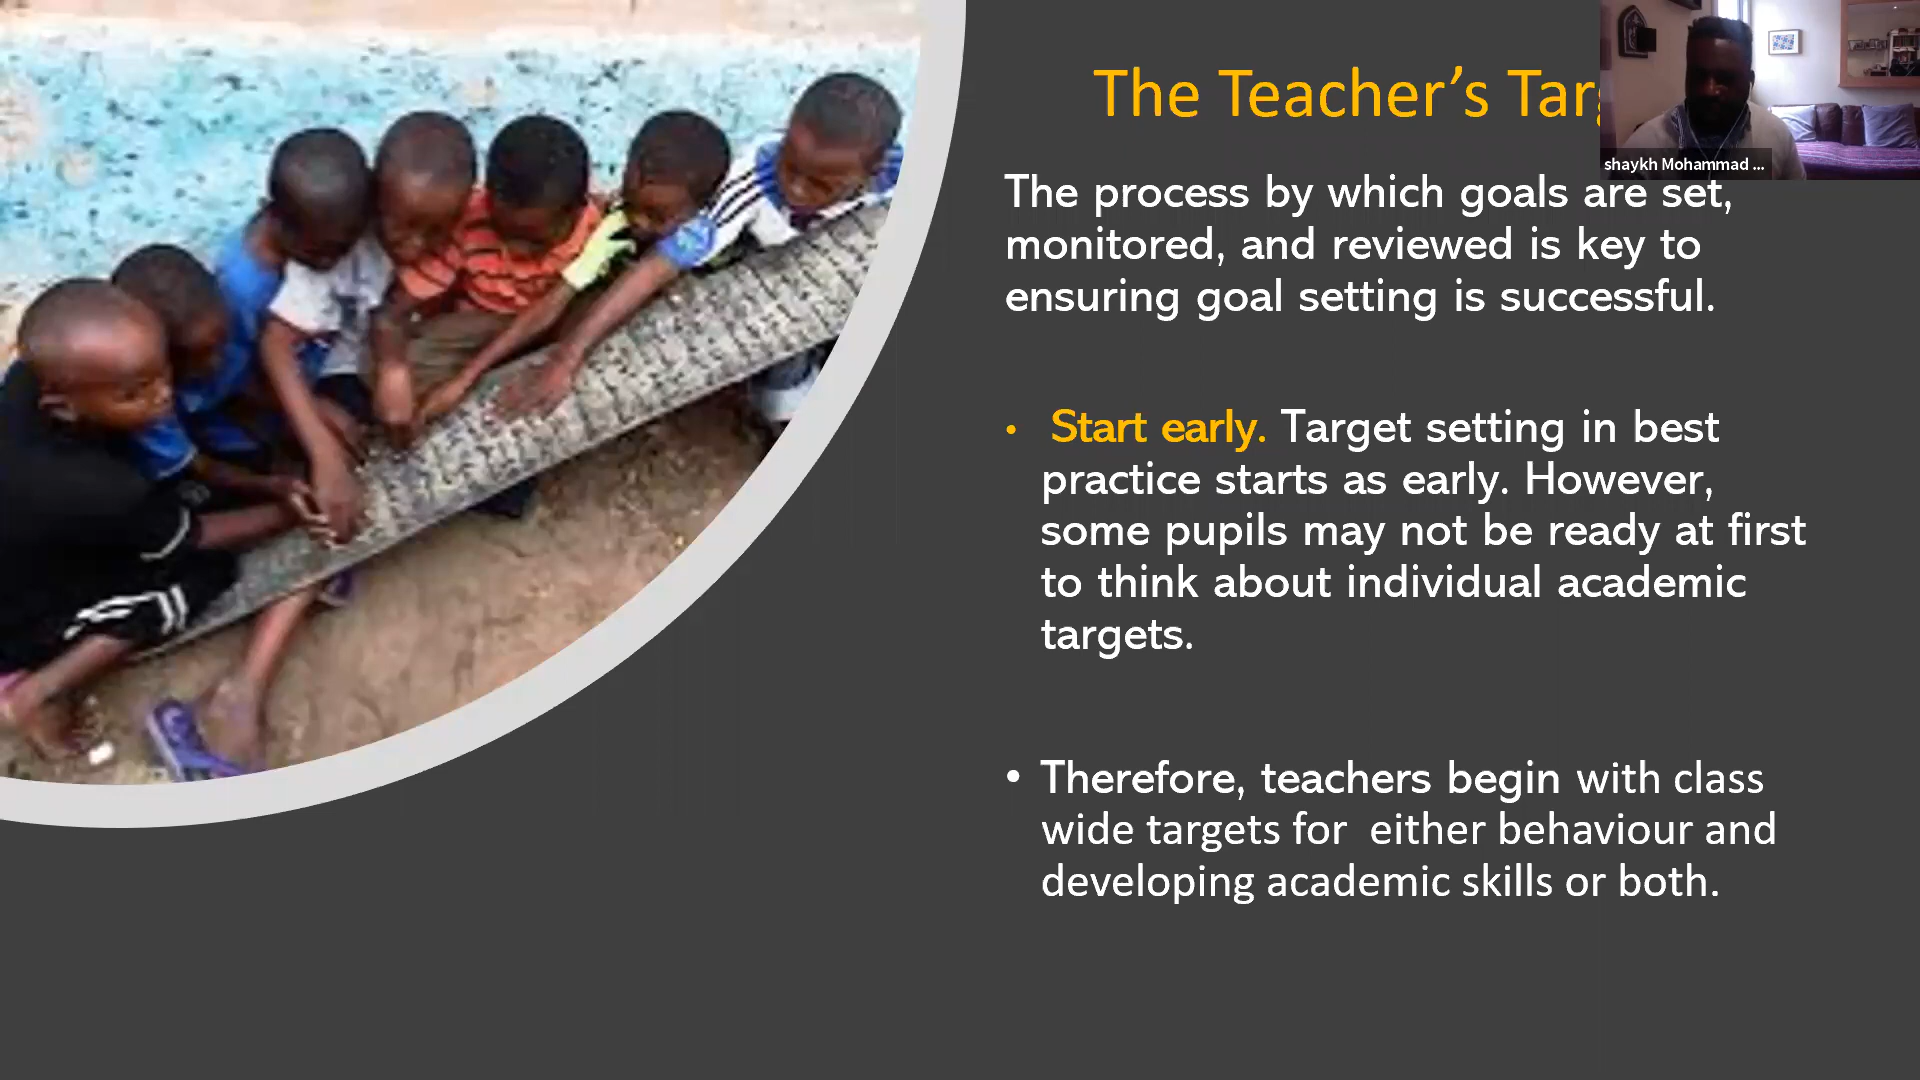 The Teacher’s
shaykh Mohammad ...
The process by which goals are set,
monitored, and reviewed is key to
ensuring goal setting is successful.
• Start early. Target setting in best
practice starts as early. However,
some pupils may not be ready at first
to think about individual academic
targets.
• Therefore, teachers begin with class
wide targets for either behaviour and
developing academic skills or both.